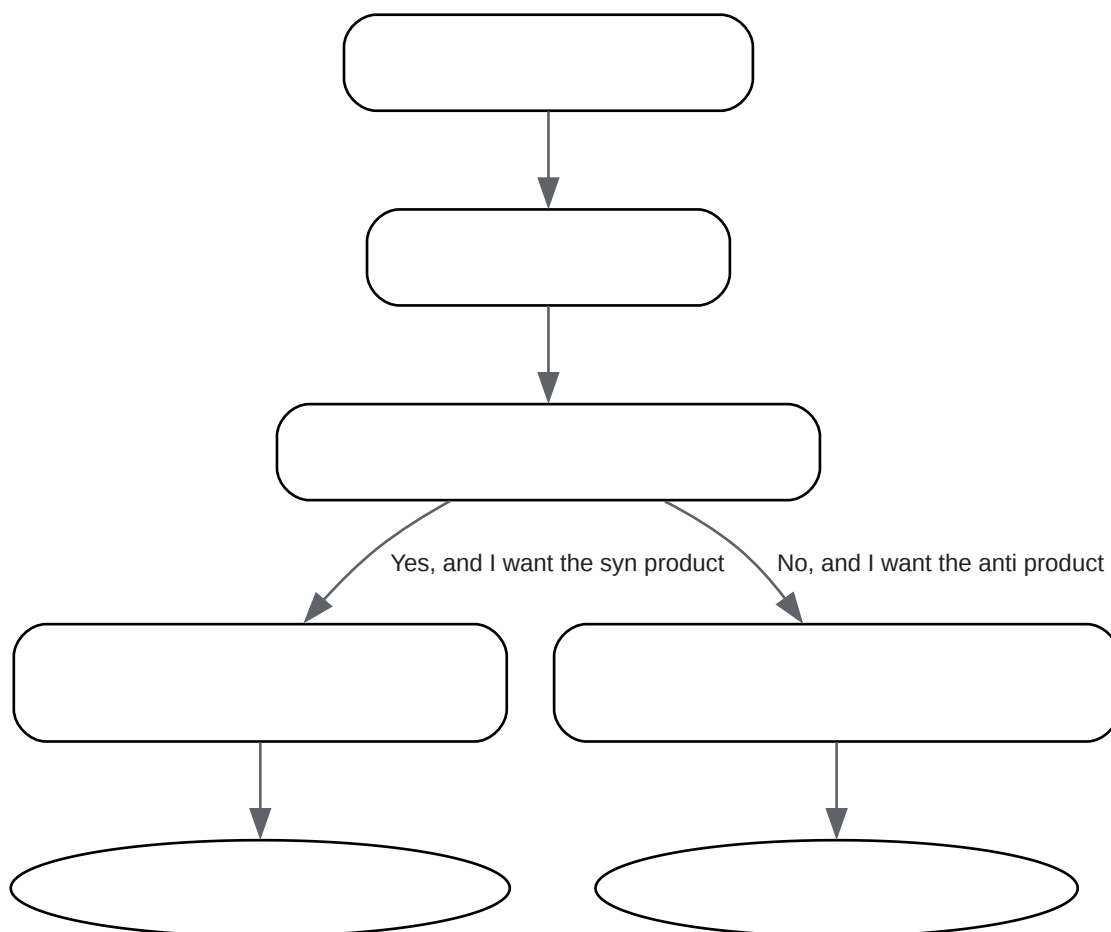 Yes, and I want the syn product
No, and I want the anti product